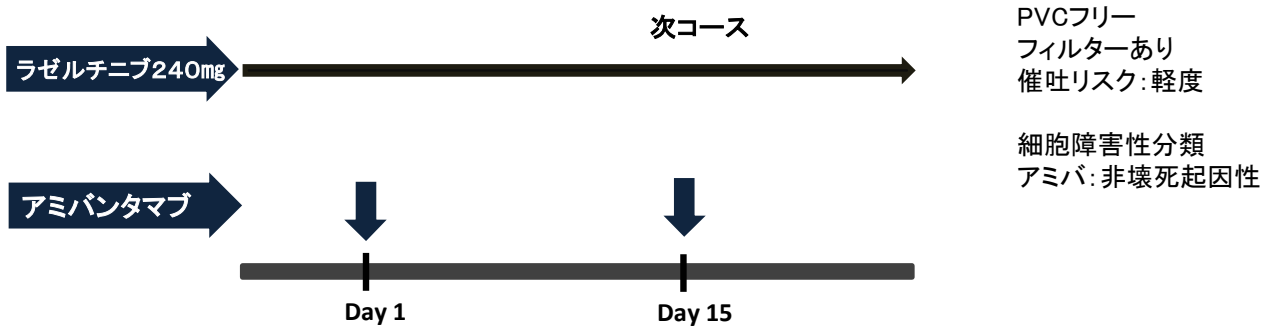 次コース
ラゼルチニブ240㎎
アミバンタマブ
Day 1
Day 15
PVCフリー
フィルターあり
催吐リスク:軽度
細胞障害性分類
アミバ:非壊死起因性